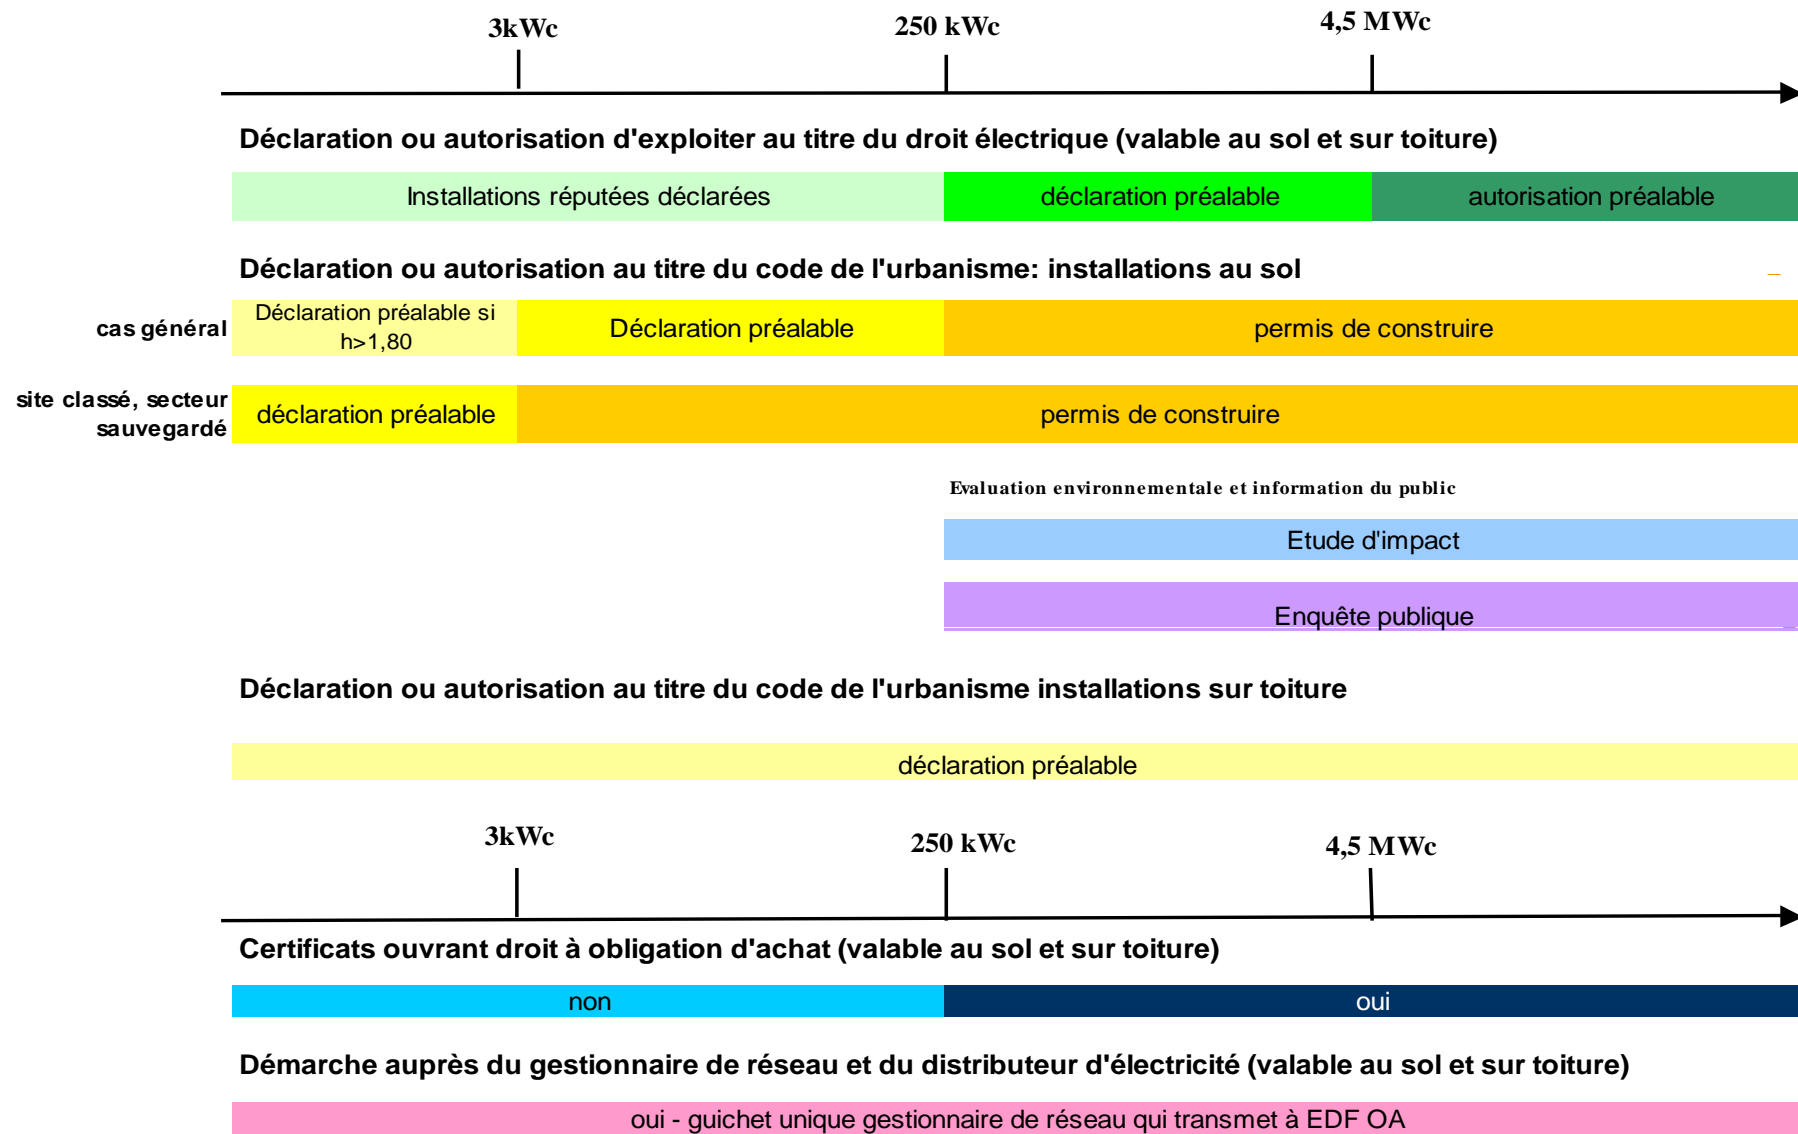 3kWc 250 kWc 4,5 MWc
Déclaration ou autorisation d'exploiter au titre du droit électrique (valable au sol et sur toiture)
Installations réputées déclarées déclaration préalable autorisation préalable
Déclaration ou autorisation au titre du code de l'urbanisme: installations au sol
cas général
Déclaration préalable si
h>1,80
Déclaration préalable permis de construire
site classé, secteur
sauvegardé
déclaration préalable permis de construire
Evaluation environnementale et information du public
Etude d'impact
Enquête publique
Déclaration ou autorisation au titre du code de l'urbanisme installations sur toiture
déclaration préalable
3kWc 250 kWc 4,5 MWc
Certificats ouvrant droit à obligation d'achat (valable au sol et sur toiture)
non oui
Démarche auprès du gestionnaire de réseau et du distributeur d'électricité (valable au sol et sur toiture)
oui - guichet unique gestionnaire de réseau qui transmet à EDF OA